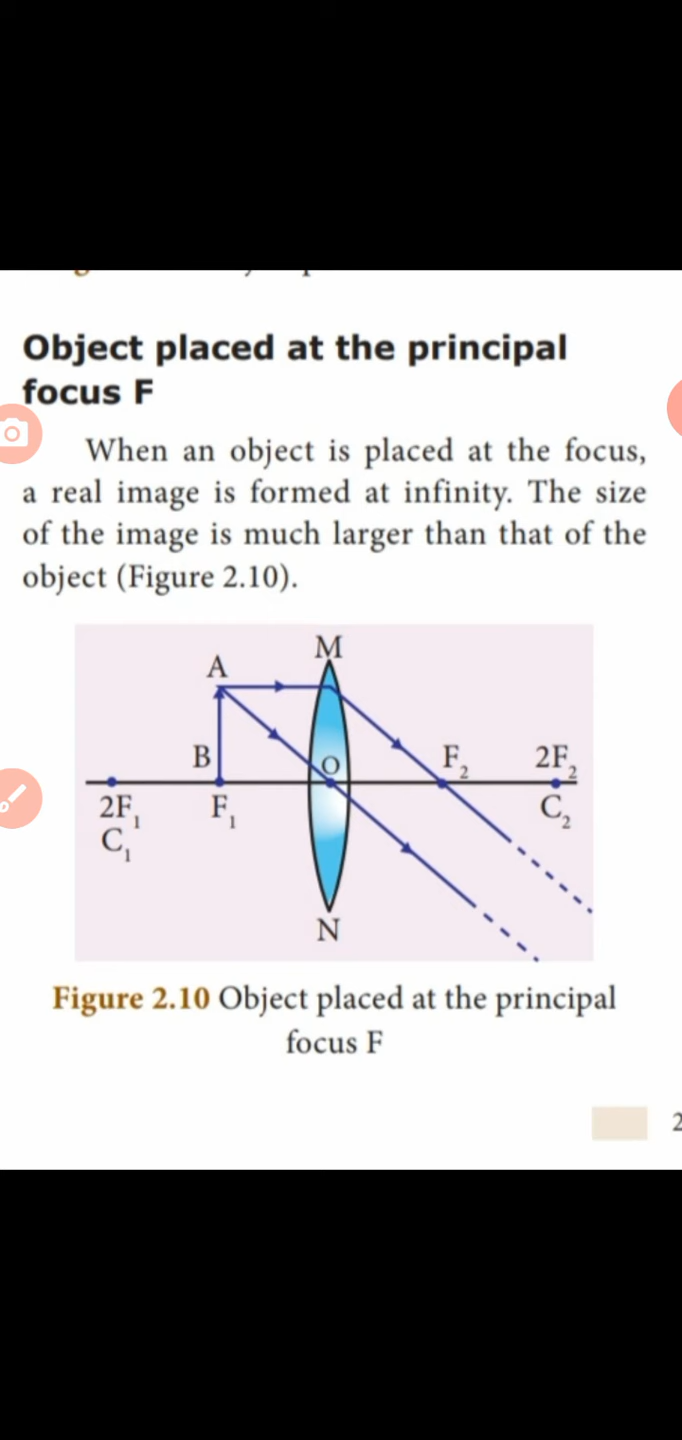 Object placed at the principal
focus F
When an object is placed at the focus,
a real image is formed at infinity. The size
of the image is much larger than that of the
object (Figure 2.10).
M
A
B
O
F₂
2F₂
2F₁
F₁
C₂
C₁
N
Figure 2.10 Object placed at the principal
focus F
2